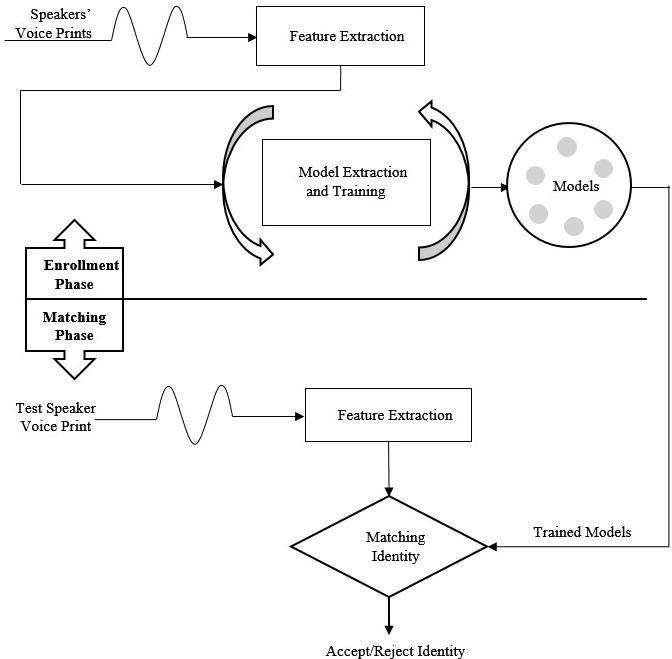 Speakers’
Voice Prints
Feature Extraction
Model Extraction
and Training
Models
Enrollment
Phase
Matching
Phase
Test Speaker
Voice Print
Feature Extraction
Matching
Identity
Trained Models
Accept/Reject Identity